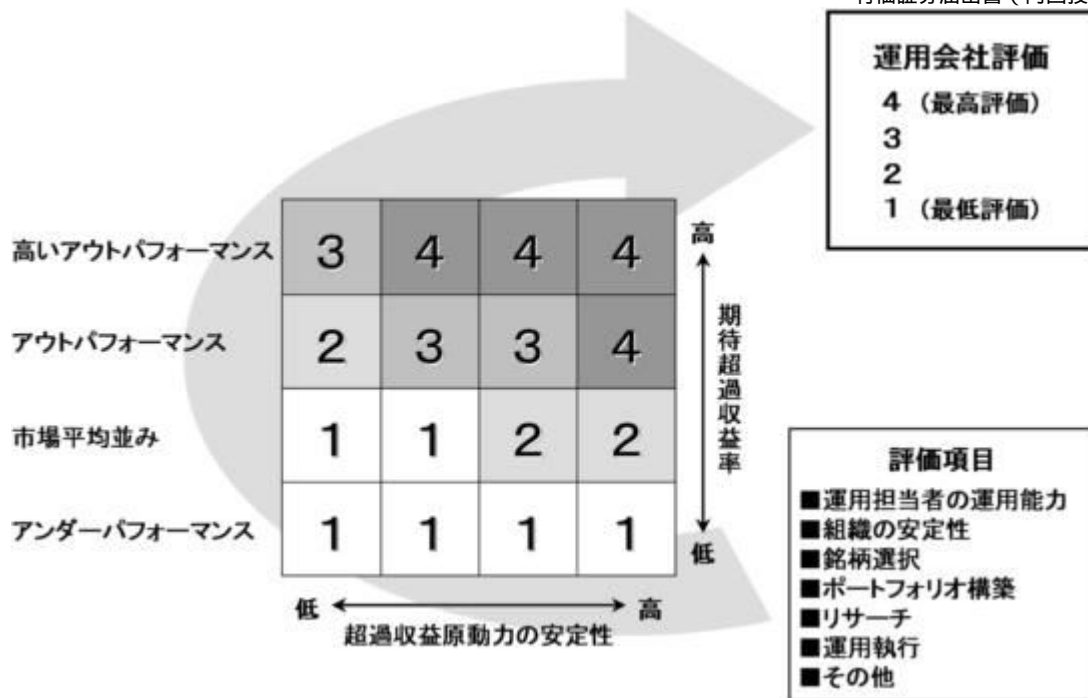 運用会社評価
4 (最高評価)
3
2
1 (最低評価)
高いアウトパフォーマンス 3 4 4 4
アウトパフォーマンス 2 3 3 4
市場平均並み 1 1 2 2
アンダーパフォーマンス 1 1 1 1
高
期待超過収益率
低
低 高
超過収益原動力の安定性
評価項目
■運用担当者の運用能力
■組織の安定性
■銘柄選択
■ポートフォリオ構築
■リサーチ
■運用執行
■その他